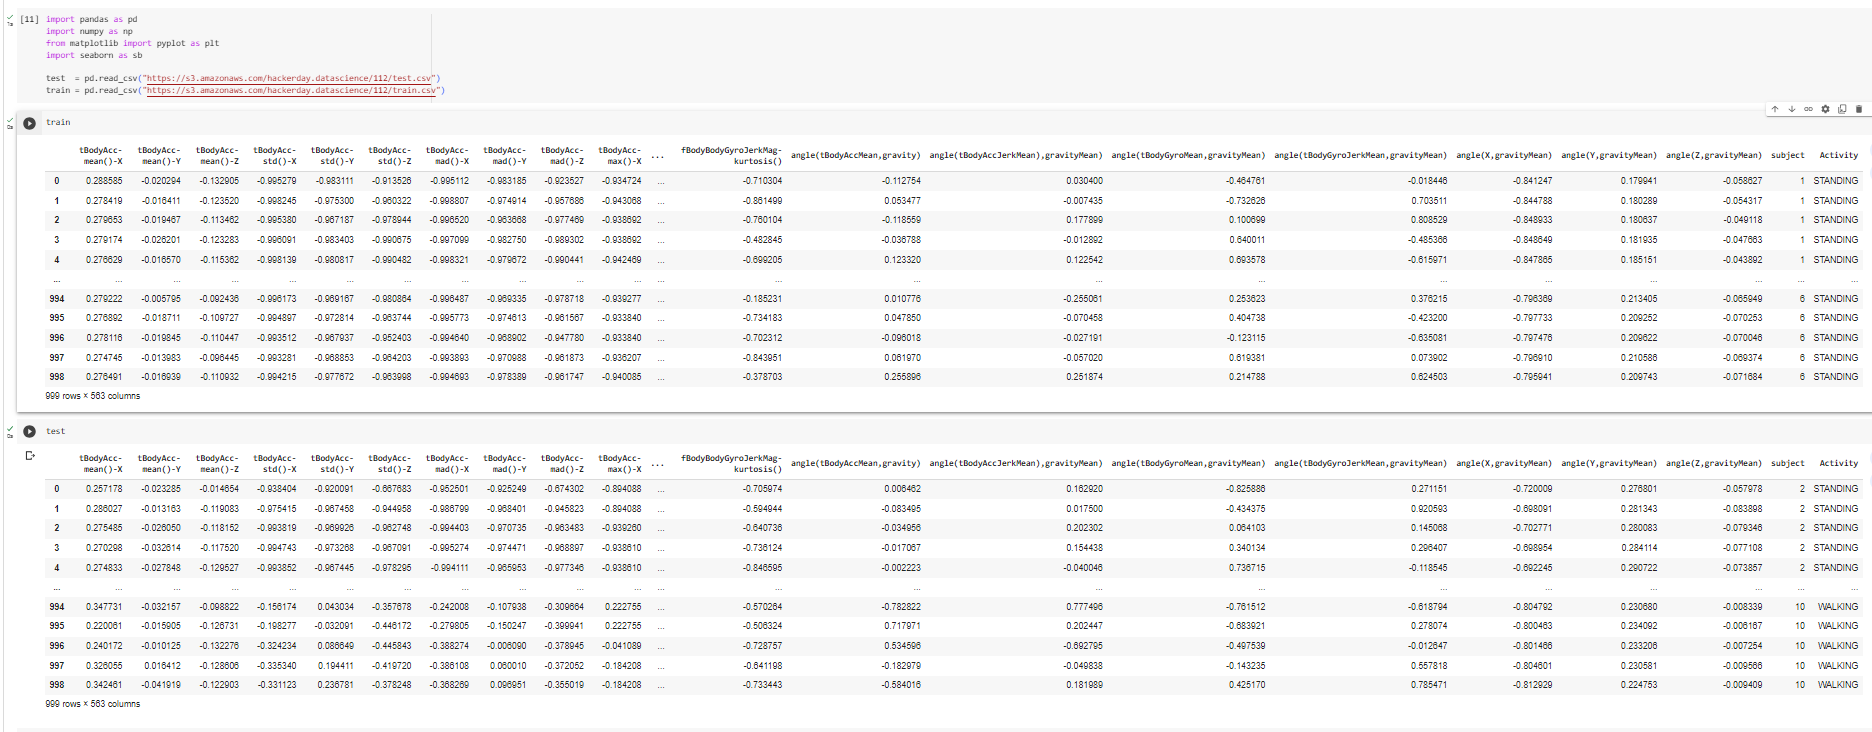 [11] import pandas as pd
import numpy as np
from matplotlib import pyplot as plt
import seaborn as sb
test = pd.read_csv("https://s3.amazonaws.com/hackerday.datascience/112/test.csv")
train = pd.read_csv("https://s3.amazonaws.com/hackerday.datascience/112/train.csv")
train
tBodyAcc- tBodyAcc- tBodyAcc- tBodyAcc- tBodyAcc- tBodyAcc- tBodyAcc- tBodyAcc- tBodyAcc- tBodyAcc- ... fBodyBodyGyroJerkMag- angle(tBodyAccMean,gravity) angle(tBodyAccJerkMean),gravityMean) angle(tBodyGyroMean,gravityMean) angle(tBodyGyroJerkMean,gravityMean) angle(X,gravityMean) angle(Y,gravityMean) angle(Z,gravityMean) subject Activity
mean()-X mean()-Y mean()-Z std()-X std()-Y std()-Z mad()-X mad()-Y mad()-Z max()-X kurtosis()
0 0.288585 -0.020294 -0.132905 -0.995279 -0.983111 -0.913526 -0.995112 -0.983185 -0.923527 -0.934724 ... -0.710304 -0.112754 0.030400 -0.464761 -0.018446 -0.841247 0.179941 -0.058627 1 STANDING
1 0.278419 -0.016411 -0.123520 -0.998245 -0.975300 -0.960322 -0.998807 -0.974914 -0.957686 -0.943068 ... -0.861499 0.053477 -0.007435 -0.732626 0.703511 -0.844788 0.180289 -0.054317 1 STANDING
2 0.279653 -0.019467 -0.113462 -0.995380 -0.967187 -0.978944 -0.996520 -0.963668 -0.977469 -0.938692 ... -0.760104 -0.118559 0.177899 0.100699 0.808529 -0.848933 0.180637 -0.049118 1 STANDING
3 0.279174 -0.026201 -0.123283 -0.996091 -0.983403 -0.990675 -0.997099 -0.982750 -0.989302 -0.938692 ... -0.482845 -0.036788 -0.012892 0.640011 -0.485366 -0.848649 0.181935 -0.047663 1 STANDING
4 0.276629 -0.016570 -0.115362 -0.998139 -0.980817 -0.990482 -0.998321 -0.979672 -0.990441 -0.942469 ... -0.699205 0.123320 0.122542 0.693578 -0.615971 -0.847865 0.185151 -0.043892 1 STANDING
... ... ... ... ... ... ... ... ... ... ... ... ... ... ... ... ... ... ... ... ... ...
994 0.279222 -0.005795 -0.092436 -0.996173 -0.969167 -0.980864 -0.996487 -0.969335 -0.978718 -0.939277 ... -0.185231 0.010776 -0.255061 0.253623 0.376215 -0.796369 0.213405 -0.065949 6 STANDING
995 0.276892 -0.018711 -0.109727 -0.994897 -0.972814 -0.963744 -0.995773 -0.974613 -0.961567 -0.933840 ... -0.734183 0.047850 -0.070458 0.404738 -0.423200 -0.797733 0.209252 -0.070253 6 STANDING
996 0.278116 -0.019845 -0.110447 -0.993512 -0.967937 -0.952403 -0.994640 -0.968902 -0.947780 -0.933840 ... -0.702312 -0.096018 -0.027191 -0.123115 -0.635081 -0.797476 0.209622 -0.070046 6 STANDING
997 0.274745 -0.013983 -0.096445 -0.993281 -0.968853 -0.964203 -0.993893 -0.970988 -0.961873 -0.936207 ... -0.843951 0.061970 -0.057020 0.619381 0.073902 -0.796910 0.210586 -0.069374 6 STANDING
998 0.276491 -0.016939 -0.110932 -0.994215 -0.977672 -0.963998 -0.994693 -0.978389 -0.961747 -0.940085 ... -0.378703 0.255896 0.251874 0.214788 0.624503 -0.795941 0.209743 -0.071684 6 STANDING
999 rows × 563 columns
test
tBodyAcc- tBodyAcc- tBodyAcc- tBodyAcc- tBodyAcc- tBodyAcc- tBodyAcc- tBodyAcc- tBodyAcc- tBodyAcc- ... fBodyBodyGyroJerkMag- angle(tBodyAccMean,gravity) angle(tBodyAccJerkMean),gravityMean) angle(tBodyGyroMean,gravityMean) angle(tBodyGyroJerkMean,gravityMean) angle(X,gravityMean) angle(Y,gravityMean) angle(Z,gravityMean) subject Activity
mean()-X mean()-Y mean()-Z std()-X std()-Y std()-Z mad()-X mad()-Y mad()-Z max()-X kurtosis()
0 0.257178 -0.023285 -0.014654 -0.938404 -0.920091 -0.667683 -0.952501 -0.925249 -0.674302 -0.894088 ... -0.705974 0.006462 0.162920 -0.825886 0.271151 -0.720009 0.276801 -0.057978 2 STANDING
1 0.286027 -0.013163 -0.119083 -0.975415 -0.967458 -0.944958 -0.986799 -0.968401 -0.945823 -0.894088 ... -0.594944 -0.083495 0.017500 -0.434375 0.920593 -0.698091 0.281343 -0.083898 2 STANDING
2 0.275485 -0.026050 -0.118152 -0.993819 -0.969926 -0.962748 -0.994403 -0.970735 -0.963483 -0.939260 ... -0.640736 -0.034956 0.202302 0.064103 0.145068 -0.702771 0.280083 -0.079346 2 STANDING
3 0.270298 -0.032614 -0.117520 -0.994743 -0.973268 -0.967091 -0.995274 -0.974471 -0.968897 -0.938610 ... -0.736124 -0.017067 0.154438 0.340134 0.296407 -0.698954 0.284114 -0.077108 2 STANDING
4 0.274833 -0.027848 -0.129527 -0.993852 -0.967445 -0.978295 -0.994111 -0.965953 -0.977346 -0.938610 ... -0.846595 -0.002223 -0.040046 0.736715 -0.118545 -0.692245 0.290722 -0.073857 2 STANDING
... ... ... ... ... ... ... ... ... ... ... ... ... ... ... ... ... ... ... ... ... ...
994 0.347731 -0.032157 -0.098822 -0.156174 0.043034 -0.357678 -0.242008 -0.107938 -0.309664 0.222755 ... -0.570264 -0.782822 0.777496 -0.761512 -0.618794 -0.804792 0.230680 -0.008339 10 WALKING
995 0.220061 -0.015905 -0.126731 -0.198277 -0.032091 -0.446172 -0.279805 -0.150247 -0.399941 0.222755 ... -0.506324 0.717971 0.202447 -0.683921 0.278074 -0.800463 0.234092 -0.006167 10 WALKING
996 0.240172 -0.010125 -0.132276 -0.324234 0.086649 -0.445843 -0.388274 -0.006090 -0.378945 -0.041089 ... -0.728757 0.534596 -0.692795 -0.497539 -0.012647 -0.801466 0.233206 -0.007254 10 WALKING
997 0.326055 0.016412 -0.128606 -0.335340 0.194411 -0.419720 -0.386108 0.060010 -0.372052 -0.184208 ... -0.641198 -0.182979 -0.049838 -0.143235 0.557818 -0.804601 0.230581 -0.009566 10 WALKING
998 0.342461 -0.041919 -0.122903 -0.331123 0.236781 -0.378248 -0.368269 0.096951 -0.355019 -0.184208 ... -0.733443 -0.584016 0.181989 0.425170 0.785471 -0.812929 0.224753 -0.009409 10 WALKING
999 rows × 563 columns